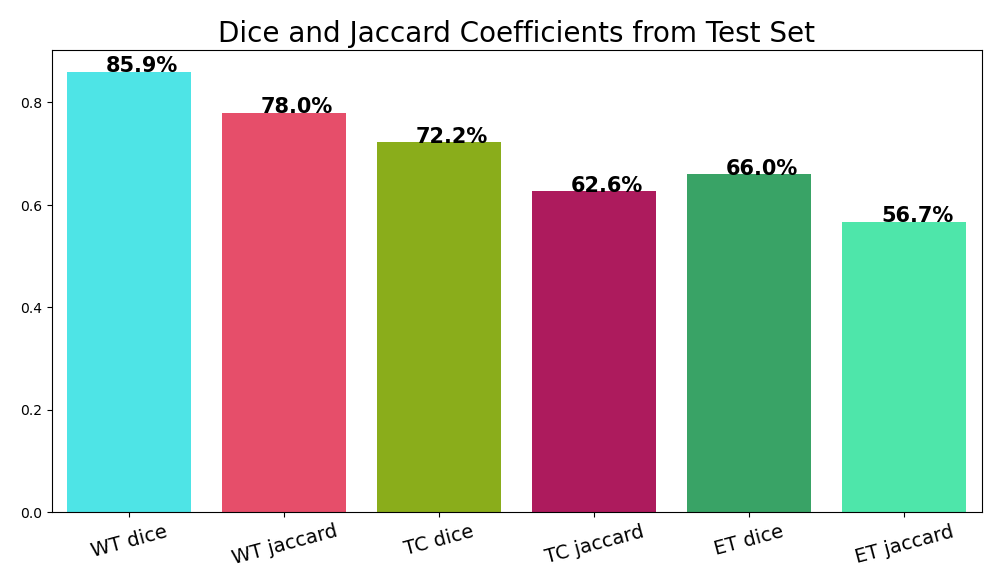 Dice and Jaccard Coefficients from Test Set
85.9%
78.0%
72.2%
62.6%
66.0%
56.7%
0.8
0.6
0.4
0.2
0.0
WT dice
WT jaccard
TC dice
TC jaccard
ET dice
ET jaccard